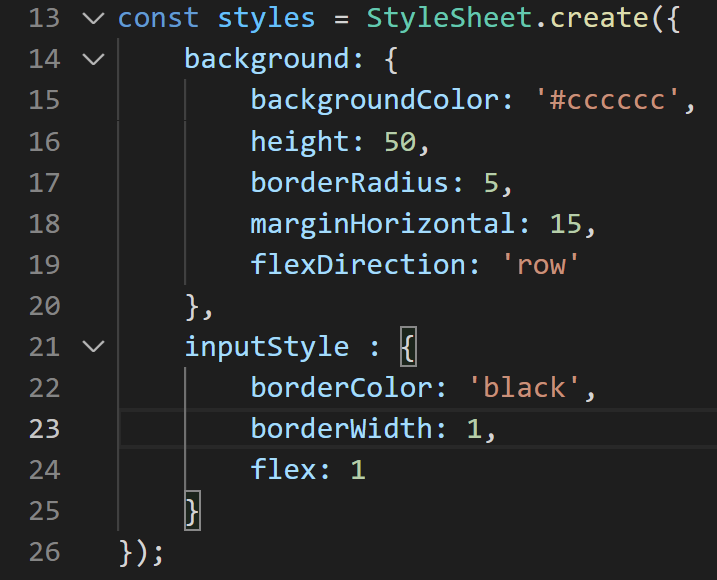 13 const styles = StyleSheet.create({
14 background: {
15 backgroundColor: '#cccccc',
16 height: 50,
17 borderRadius: 5,
18 marginHorizontal: 15,
19 flexDirection: 'row'
20 },
21 inputStyle : {
22 borderColor: 'black',
23 borderWidth: 1,
24 flex: 1
25 }
26 });